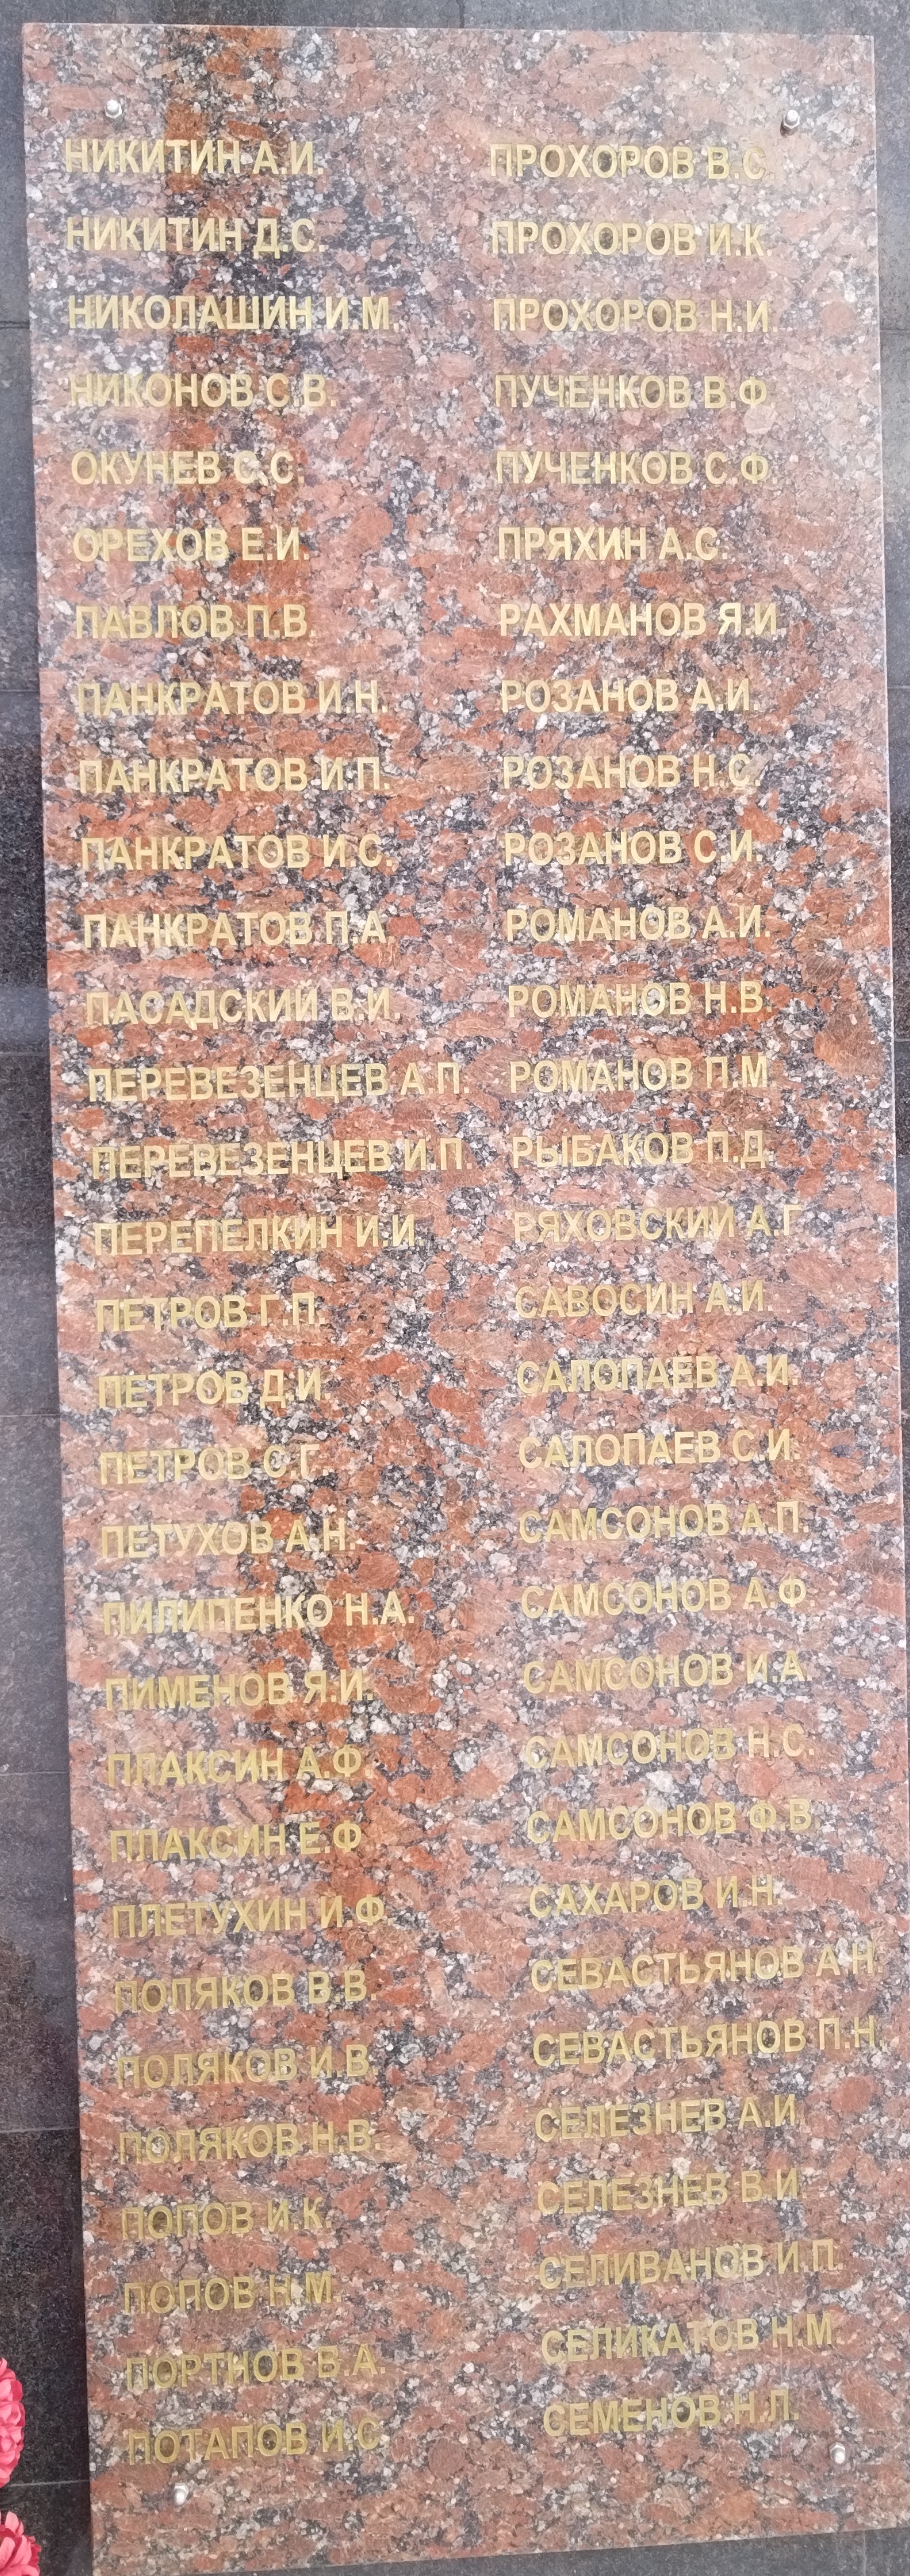 НИКИТИН А.И.
НИКИТИН Д.С.
НИКОЛАШИН И.М.
НИКОНОВ С.В.
ОКУНЕВ С.С.
ОРЕХОВ Е.И.
ПАВЛОВ П.В.
ПАНКРАТОВ И.Н.
ПАНКРАТОВ И.П.
ПАНКРАТОВ И.С.
ПАНКРАТОВ П.А.
ПАСАДСКИЙ В.И.
ПЕРЕВЕЗЕНЦЕВ А.П.
ПЕРЕВЕЗЕНЦЕВ И.П.
ПЕРЕПЕЛКИН И.И.
ПЕТРОВ Г.П.
ПЕТРОВ Д.И.
ПЕТРОВ С.Г.
ПЕТУХОВ А.Н.
ПИЛИПЕНКО Н.А.
ПИМЕНОВ Я.И.
ПЛАКСИН А.Ф.
ПЛАКСИН Е.Ф.
ПЛЕТУХИН И.Ф.
ПОЛЯКОВ В.В.
ПОЛЯКОВ И.В.
ПОЛЯКОВ Н.В.
ПОПОВ И.К.
ПОПОВ Н.М.
ПОРТНОВ В.А.
ПОТАПОВ И.С.
ПРОХОРОВ В.С.
ПРОХОРОВ И.К.
ПРОХОРОВ Н.И.
ПУЧЕНКОВ В.Ф.
ПУЧЕНКОВ С.Ф.
ПРЯХИН А.С.
РАХМАНОВ Я.И.
РОЗАНОВ А.И.
РОЗАНОВ Н.С.
РОЗАНОВ С.И.
РОМАНОВ А.И.
РОМАНОВ Н.В.
РОМАНОВ П.М.
РЫБАКОВ П.Д.
РЯХОВСКИЙ А.Г.
САВОСИН А.И.
САЛОПАЕВ А.И.
САЛОПАЕВ С.И.
САМСОНОВ А.П.
САМСОНОВ А.Ф.
САМСОНОВ И.А.
САМСОНОВ Н.С.
САМСОНОВ Ф.В.
САХАРОВ И.Н.
СЕВАСТЬЯНОВ А.Н.
СЕВАСТЬЯНОВ П.Н.
СЕЛЕЗНЕВ А.И.
СЕЛЕЗНЕВ В.И.
СЕЛИВАНОВ И.П.
СЕЛИКАТОВ Н.М.
СЕМЕНОВ Н.Л.